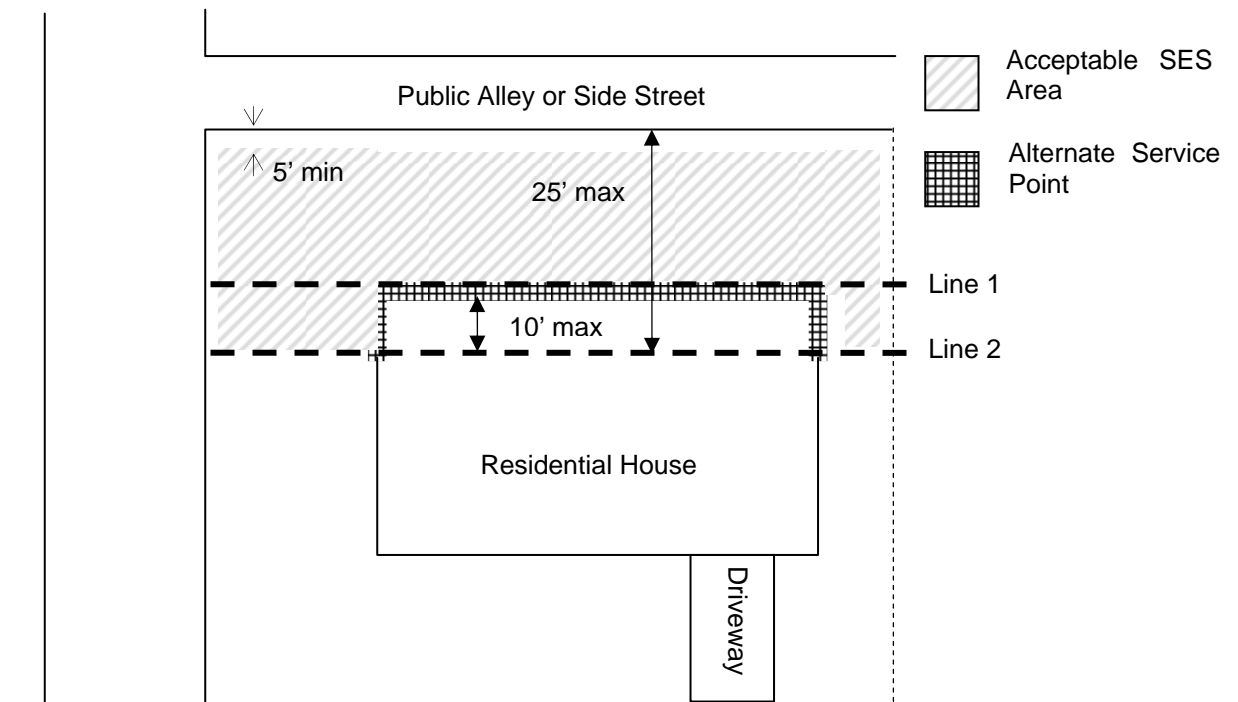 Public Alley or Side Street
5’ min
25’ max
10’ max
Residential House
Driveway
Acceptable SES
Area
Alternate Service
Point
Line 1
Line 2